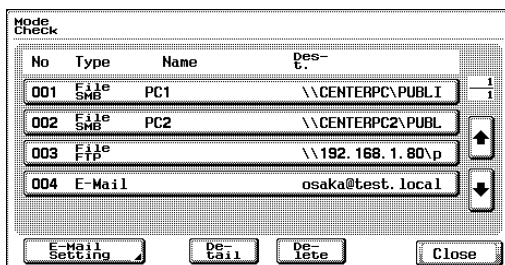 Mode
Check
No Type Name Des-
t.
1
1
001 File
SMB PC1 \\CENTERPC\PUBLI
002 File
SMB PC2 \\CENTERPC2\PUBL
003 File
FTP \\192.168.1.80\p
004 E-Mail osaka@test.local
E-Mail
Setting
De-
tail
De-
lete
Close